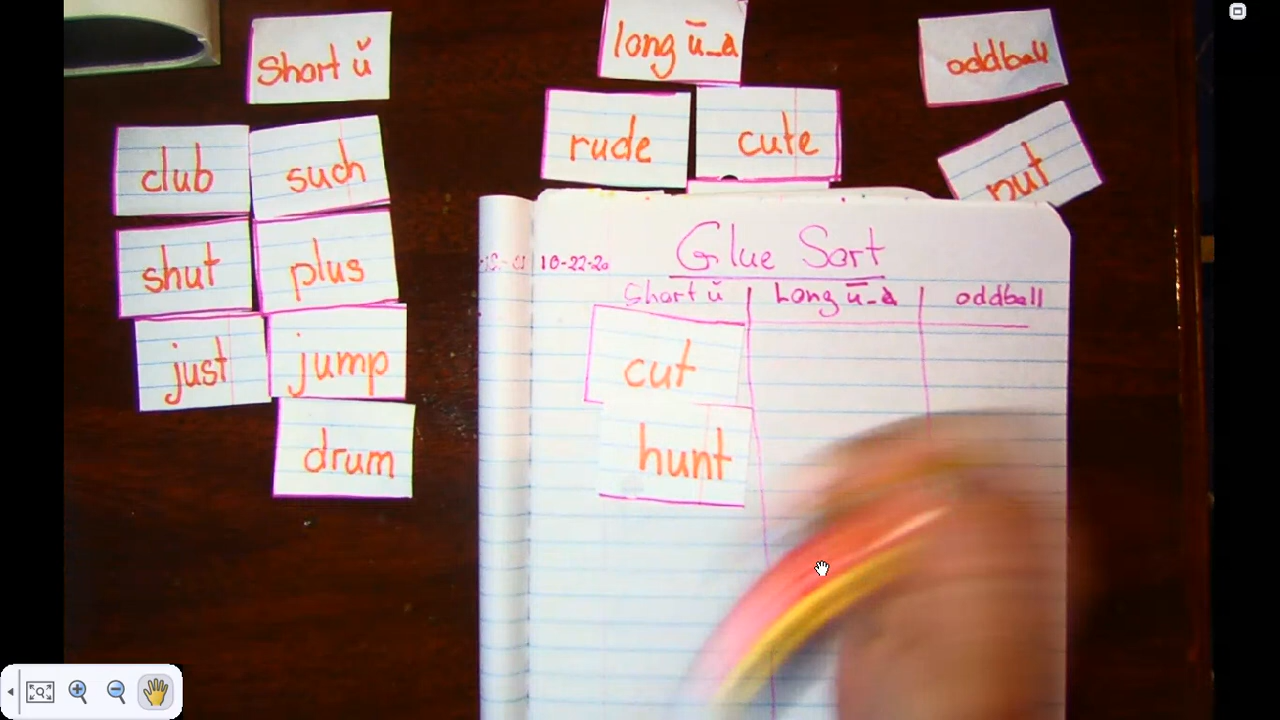 short ŭ
long ū_e
oddball
club such
rude cute
put
shut plus
just jump
drum
10-22-20
Glue Sort
Short ŭ Long ū_e oddball
cut
hunt